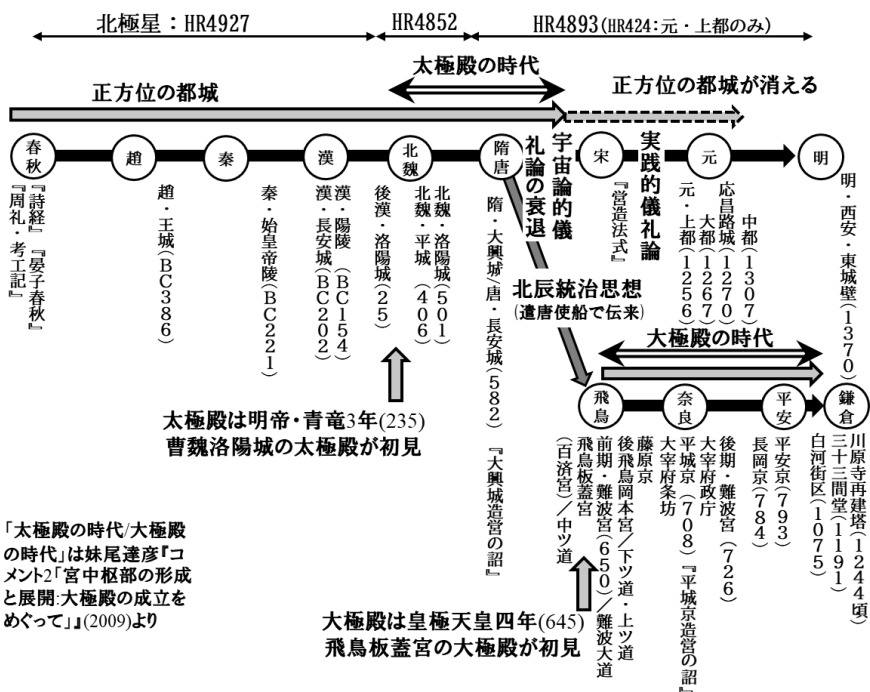 北極星：HR4927
HR4852
HR4893(HR424：元・上都のみ)
太極殿の時代
正方位の都城
正方位の都城が消える
春秋
趙
秦
漢
北魏
隋唐
宇宙論的儀
礼論の衰退
宋
実践的儀礼論
元
明
『詩経』『晏子春秋』
『周礼・考工記』
趙・王城(BC386)
秦・始皇帝陵(BC221)
漢・陽陵(BC154)
漢・長安城(BC202)
後漢・洛陽城(25)
北魏・洛陽城(501)
北魏・平城(406)
隋・大興城/唐・長安城(582)『大興城造営の詔』
『営造法式』
中都(1307)
応昌路城(1270)
大都(1267)
元・上都(1256)
明・西安・東城壁(1370)
北辰統治思想
(遣唐使船で伝来)
大極殿の時代
太極殿は明帝・青竜3年(235)
曹魏洛陽城の太極殿が初見
飛鳥
奈良
平安
鎌倉
飛鳥板蓋宮
(百済宮)／中ツ道
前期・難波宮(650)／難波大道
後飛鳥岡本宮／下ツ道・上ツ道
藤原京
大宰府条坊
平城京(708)『平城京造営の詔』
大宰府政庁
後期・難波宮(726)
長岡京(784)
平安京(793)
川原寺再建塔(1244頃)
三十三間堂(1191)
白河街区(1075)
大極殿は皇極天皇四年(645)
飛鳥板蓋宮の大極殿が初見
「太極殿の時代/大極殿
の時代」は妹尾達彦『コ
メント2「宮中枢部の形成
と展開:大極殿の成立を
めぐって」』(2009)より